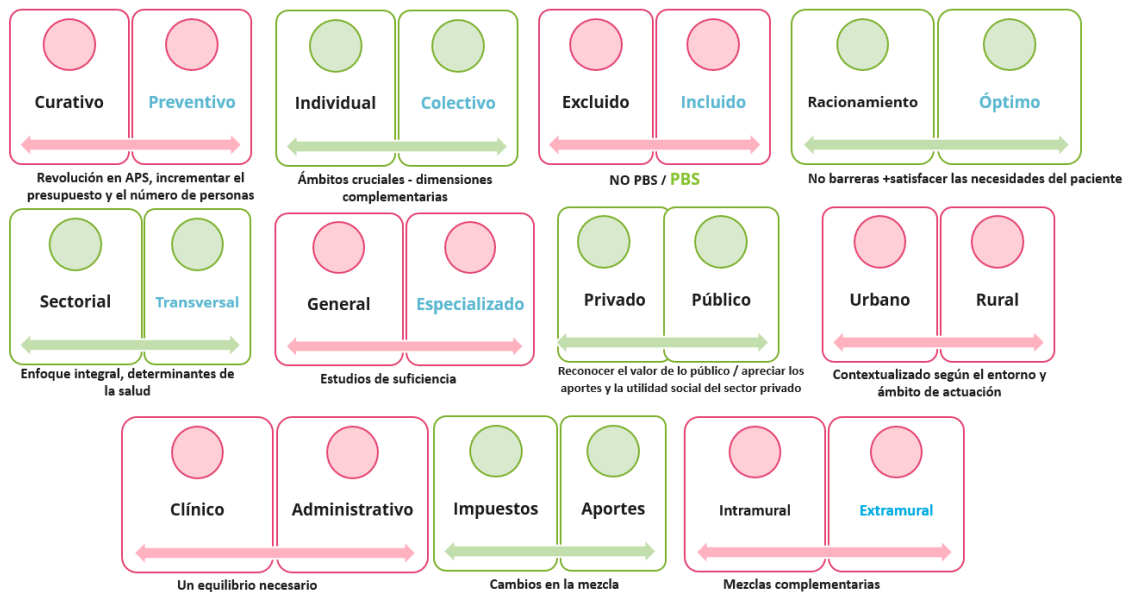 Curativo Preventivo
Revolución en APS, incrementar el
presupuesto y el número de personas
Individual Colectivo
Ámbitos cruciales - dimensiones
complementarias
Excluido Incluido
NO PBS / PBS
Racionamiento Óptimo
No barreras +satisfacer las necesidades del paciente
Sectorial Transversal
Enfoque integral, determinantes de
la salud
General Especializado
Estudios de suficiencia
Privado Público
Reconocer el valor de lo público / apreciar los
aportes y la utilidad social del sector privado
Urbano Rural
Contextualizado según el entorno y
ámbito de actuación
Clínico Administrativo
Un equilibrio necesario
Impuestos Aportes
Cambios en la mezcla
Intramural Extramural
Mezclas complementarias